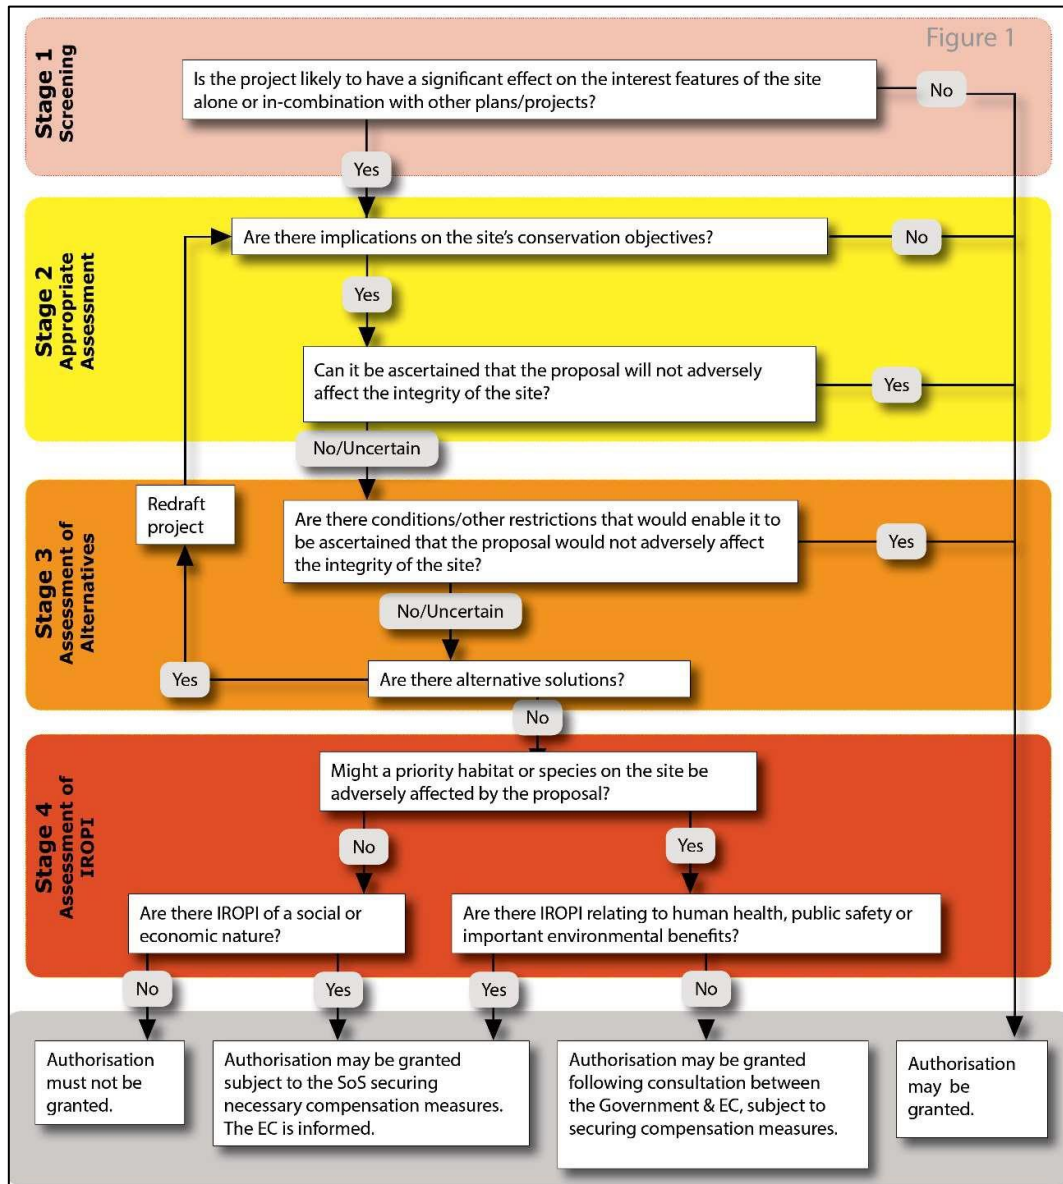 Figure 1
Stage 1
Screening
Is the project likely to have a significant effect on the interest features of the site
alone or in-combination with other plans/projects?
No
Yes
Stage 2
Appropriate
Assessment
Are there implications on the site's conservation objectives?
No
Yes
Can it be ascertained that the proposal will not adversely
affect the integrity of the site?
Yes
No/Uncertain
Stage 3
Assessment of
Alternatives
Redraft
project
Are there conditions/other restrictions that would enable it to
be ascertained that the proposal would not adversely affect
the integrity of the site?
Yes
No/Uncertain
Yes
Are there alternative solutions?
No
Stage 4
Assessment of
IROPI
Might a priority habitat or species on the site be
adversely affected by the proposal?
No
Yes
Are there IROPI of a social or
economic nature?
Are there IROPI relating to human health, public safety or
important environmental benefits?
No
Yes
Yes
No
Authorisation
must not be
granted.
Authorisation may be granted
subject to the SoS securing
necessary compensation measures.
The EC is informed.
Authorisation may be granted
following consultation between
the Government & EC, subject to
securing compensation measures.
Authorisation
may be
granted.